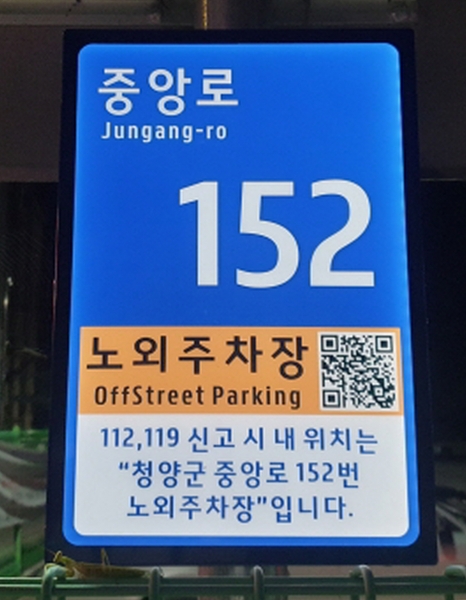 중앙로
Jungang-ro
152
노외주차장
OffStreet Parking
112,119 신고 시 내 위치는
“청양군 중앙로 152번
노외주차장”입니다.